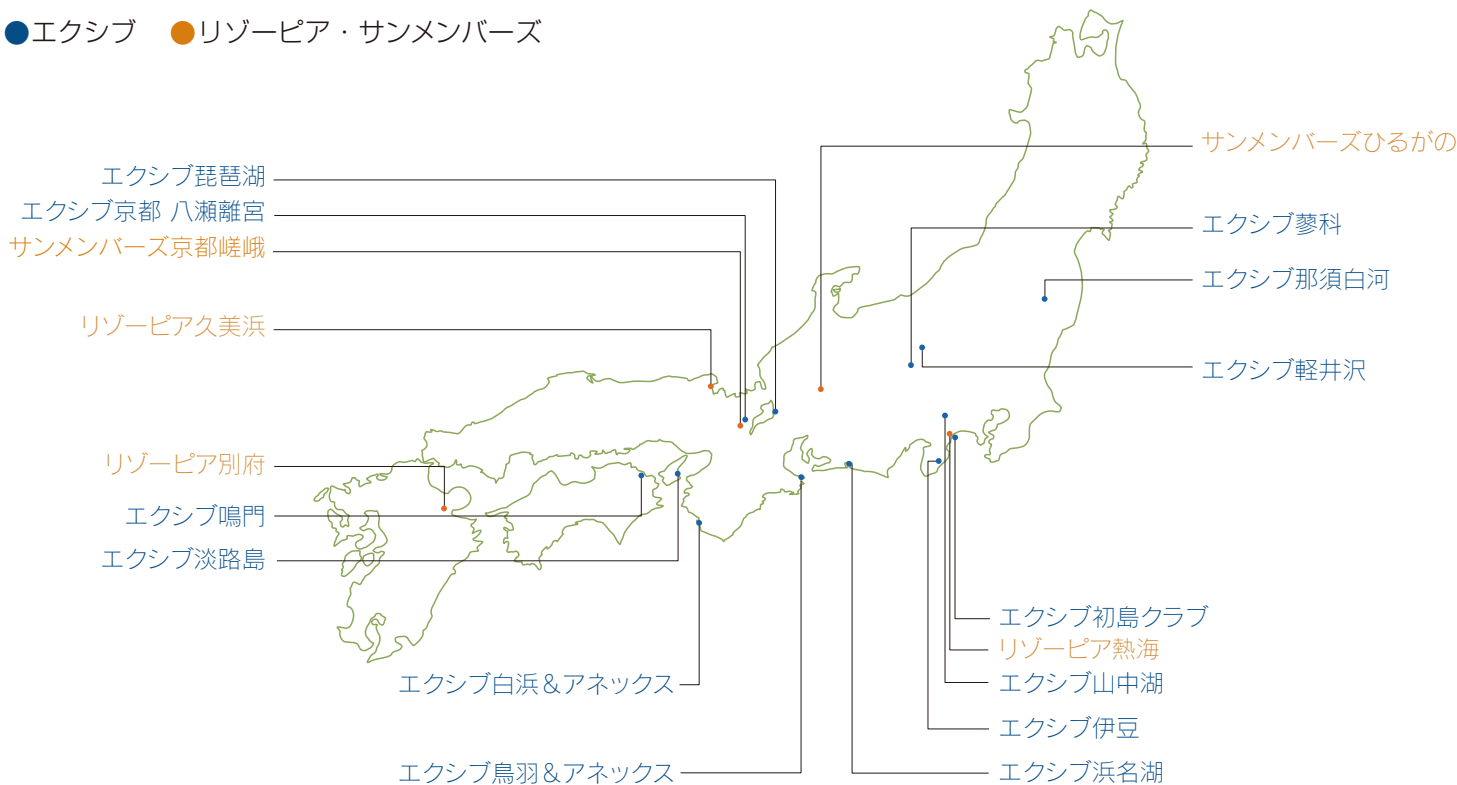 エクシブ リゾーピア・サンメンバーズ
エクシブ琵琶湖
エクシブ京都 八瀬離宮
サンメンバーズ京都嵯峨
リゾーピア久美浜
リゾーピア別府
エクシブ鳴門
エクシブ淡路島
エクシブ白浜＆アネックス
エクシブ鳥羽＆アネックス
サンメンバーズひるがの
エクシブ蓼科
エクシブ那須白河
エクシブ軽井沢
エクシブ初島クラブ
リゾーピア熱海
エクシブ山中湖
エクシブ伊豆
エクシブ浜名湖